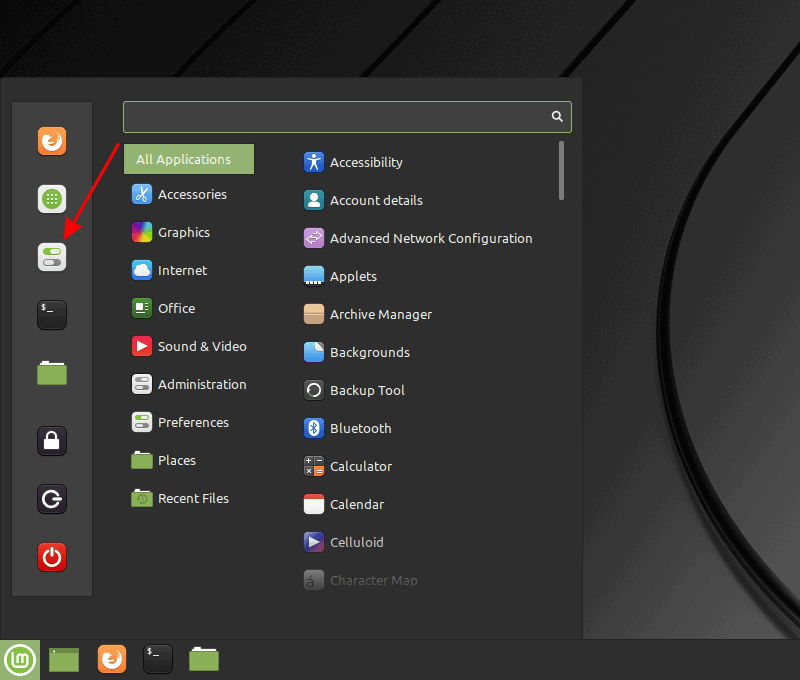 All Applications
Accessories
Graphics
Internet
Office
Sound & Video
Administration
Preferences
Places
Recent Files
Accessibility
Account details
Advanced Network Configuration
Applets
Archive Manager
Backgrounds
Backup Tool
Bluetooth
Calculator
Calendar
Celluloid
Character Map